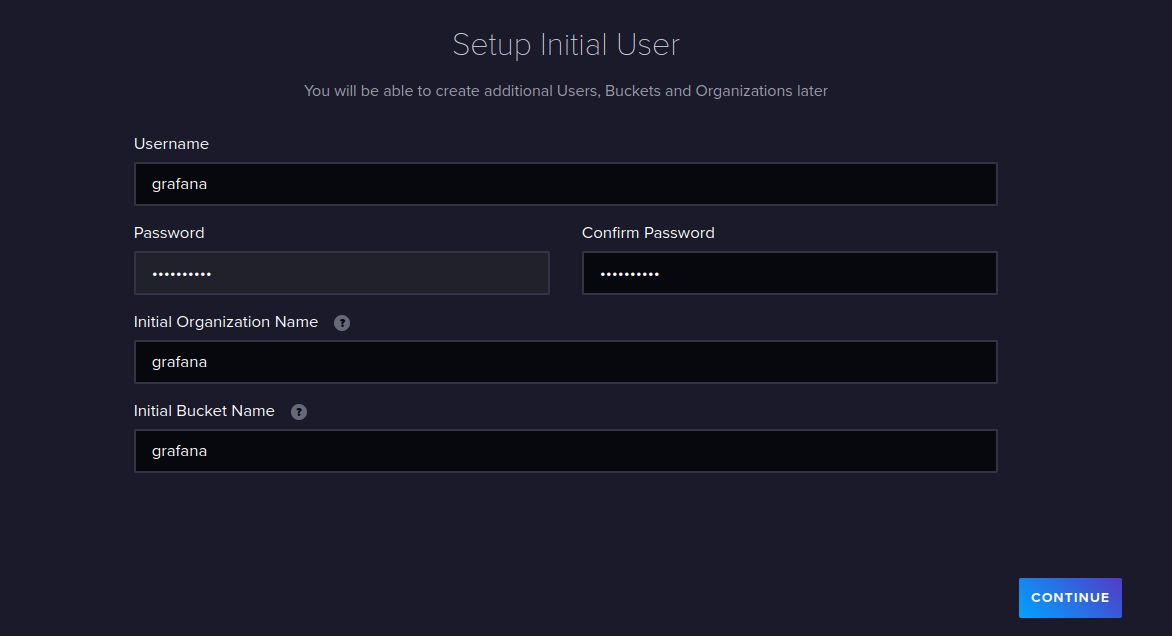 Setup Initial User
You will be able to create additional Users, Buckets and Organizations later
Username
grafana
Password
Confirm Password
••••••••••
••••••••••
Initial Organization Name ?
grafana
Initial Bucket Name ?
grafana
CONTINUE